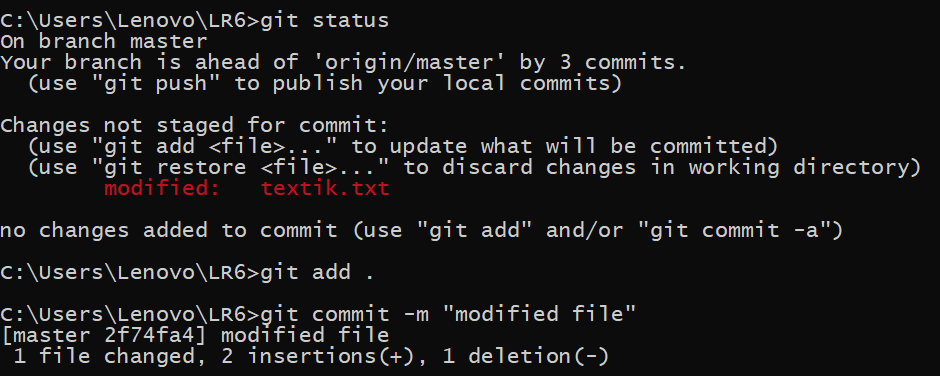 C:\Users\Lenovo\LR6>git status
On branch master
Your branch is ahead of 'origin/master' by 3 commits.
  (use "git push" to publish your local commits)

Changes not staged for commit:
  (use "git add <file>..." to update what will be committed)
  (use "git restore <file>..." to discard changes in working directory)
        modified:   textik.txt

no changes added to commit (use "git add" and/or "git commit -a")

C:\Users\Lenovo\LR6>git add .

C:\Users\Lenovo\LR6>git commit -m "modified file"
[master 2f74fa4] modified file
 1 file changed, 2 insertions(+), 1 deletion(-)